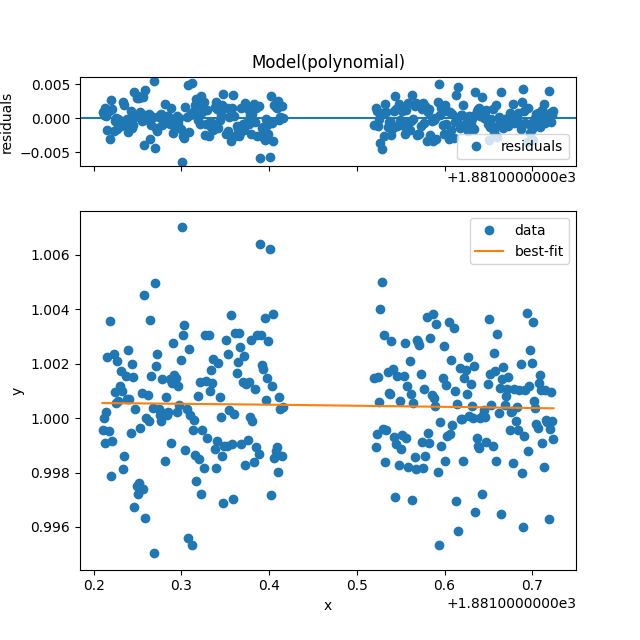 Model(polynomial)
residuals
0.005
0.000
−0.005
residuals
+1.8810000000e3
y
1.006
1.004
1.002
1.000
0.998
0.996
data
best-fit
0.2 0.3 0.4 0.5 0.6 0.7
x
+1.8810000000e3